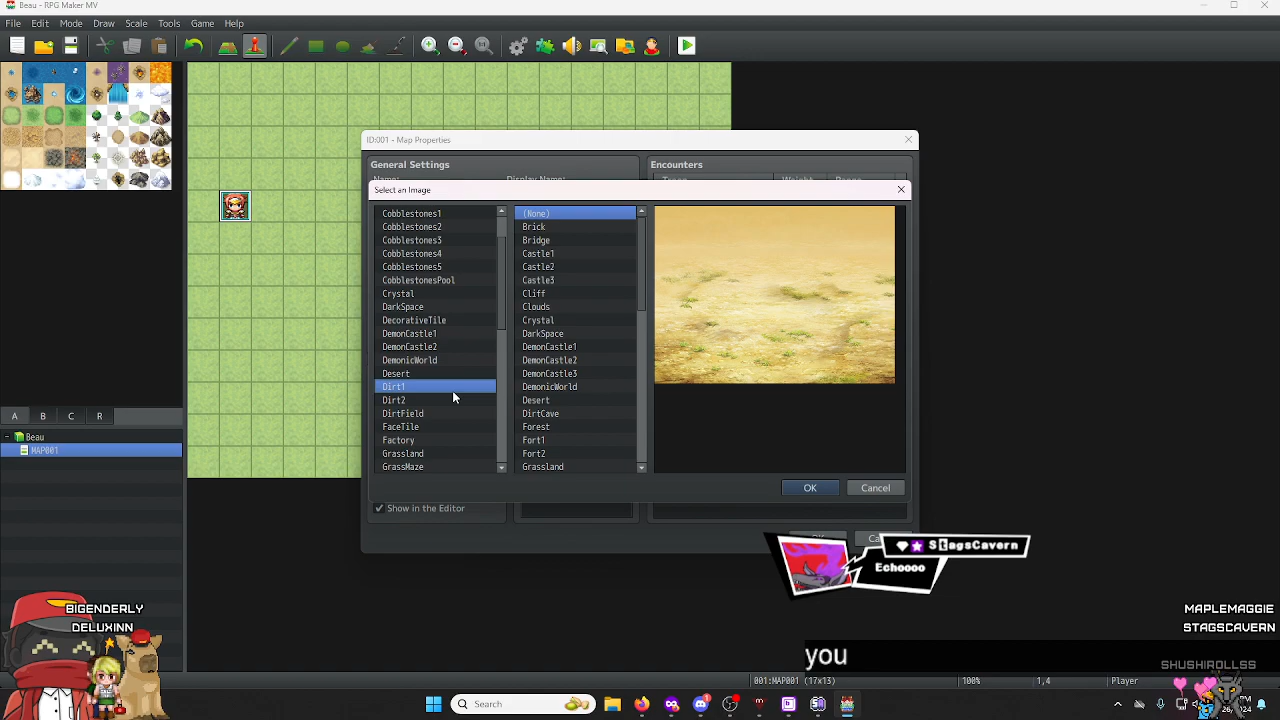 Beau - RPG Maker MV
File Edit Mode Draw Scale Tools Game Help
ID:001 - Map Properties
General Settings
Encounters
Select an Image
Cobblestones1
Cobblestones2
Cobblestones3
Cobblestones4
Cobblestones5
CobblestonesPool
Crystal
DarkSpace
DecorativeTile
DemonCastle1
DemonCastle2
DemonicWorld
Desert
Dirt1
Dirt2
DirtField
FaceTile
Factory
Grassland
GrassMaze
(None)
Brick
Bridge
Castle1
Castle2
Castle3
Cliff
Clouds
Crystal
DarkSpace
DemonCastle1
DemonCastle2
DemonCastle3
DemonicWorld
Desert
DirtCave
Forest
Fort1
Fort2
Grassland
OK
Cancel
Show in the Editor
A B C R
Beau
MAP001
StagsCavern
Echoooo
BIGENDERLY
DELUXINN
MAPLEMAGGIE
STAGSCAVERN
SHUSHIROLLSS
you
001:MAP001 (17x13)
100%
1,4
Player
Search